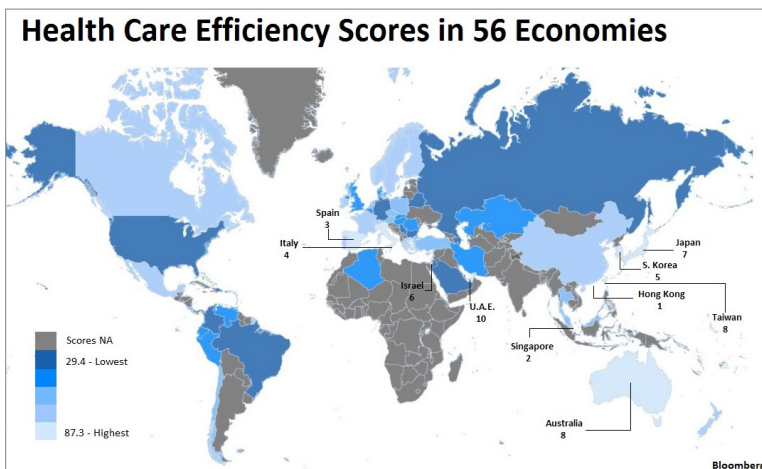 Health Care Efficiency Scores in 56 Economies
Spain
3
Italy
4
Israel
6
U.A.E.
10
Japan
7
S. Korea
5
Hong Kong
1
Taiwan
8
Singapore
2
Australia
8
Scores NA
29.4 - Lowest
87.3 - Highest
Bloomberg